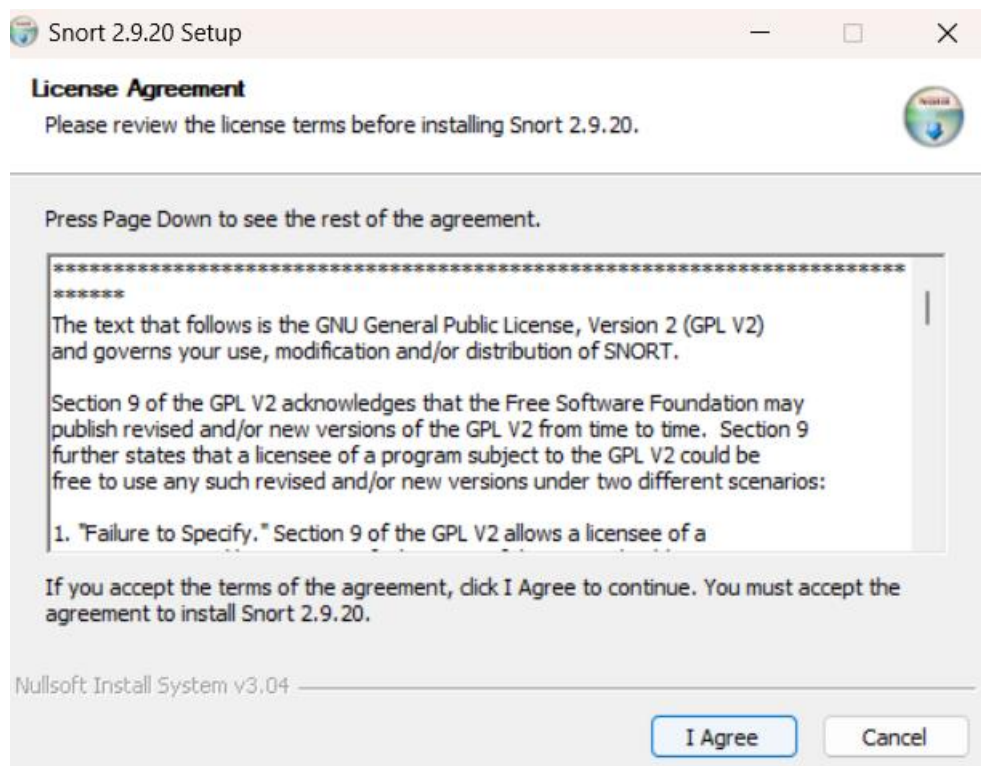 Snort 2.9.20 Setup
License Agreement
Please review the license terms before installing Snort 2.9.20.
Press Page Down to see the rest of the agreement.
***********************************************************************
******
The text that follows is the GNU General Public License, Version 2 (GPL V2)
and governs your use, modification and/or distribution of SNORT.
Section 9 of the GPL V2 acknowledges that the Free Software Foundation may
publish revised and/or new versions of the GPL V2 from time to time.  Section 9
further states that a licensee of a program subject to the GPL V2 could be
free to use any such revised and/or new versions under two different scenarios:
1. "Failure to Specify." Section 9 of the GPL V2 allows a licensee of a
If you accept the terms of the agreement, click I Agree to continue. You must accept the
agreement to install Snort 2.9.20.
Nullsoft Install System v3.04
I Agree
Cancel